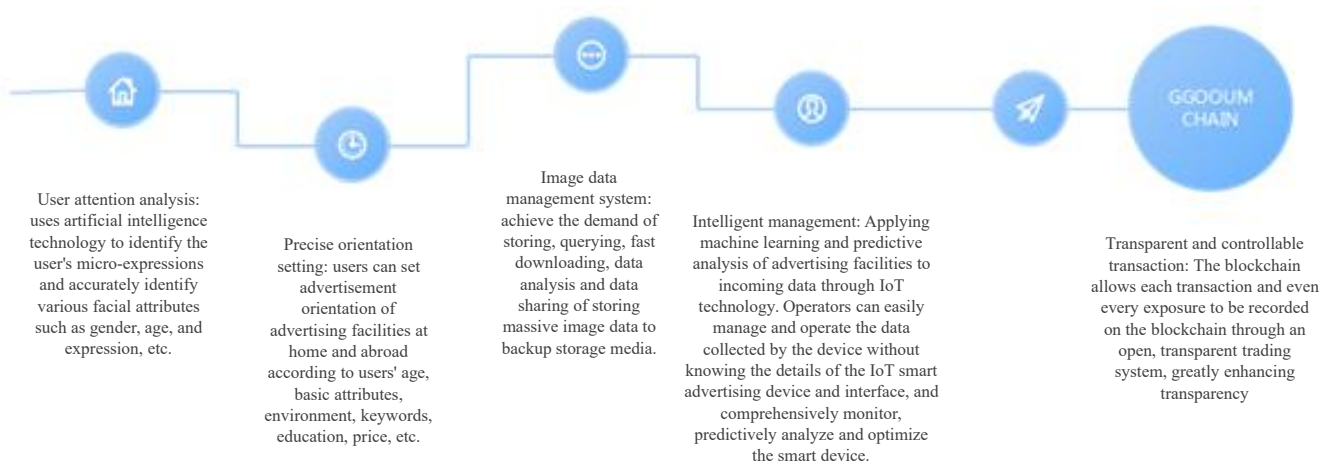 GGOOUM
CHAIN
User attention analysis:
uses artificial intelligence
technology to identify the
user's micro-expressions
and accurately identify
various facial attributes
such as gender, age, and
expression, etc.
Precise orientation
setting: users can set
advertisement
orientation of
advertising facilities at
home and abroad
according to users' age,
basic attributes,
environment, keywords,
education, price, etc.
Image data
management system:
achieve the demand of
storing, querying, fast
downloading, data
analysis and data
sharing of storing
massive image data to
backup storage media.
Intelligent management: Applying
machine learning and predictive
analysis of advertising facilities to
incoming data through IoT
technology. Operators can easily
manage and operate the data
collected by the device without
knowing the details of the IoT smart
advertising device and interface, and
comprehensively monitor,
predictively analyze and optimize
the smart device.
Transparent and controllable
transaction: The blockchain
allows each transaction and even
every exposure to be recorded
on the blockchain through an
open, transparent trading
system, greatly enhancing
transparency